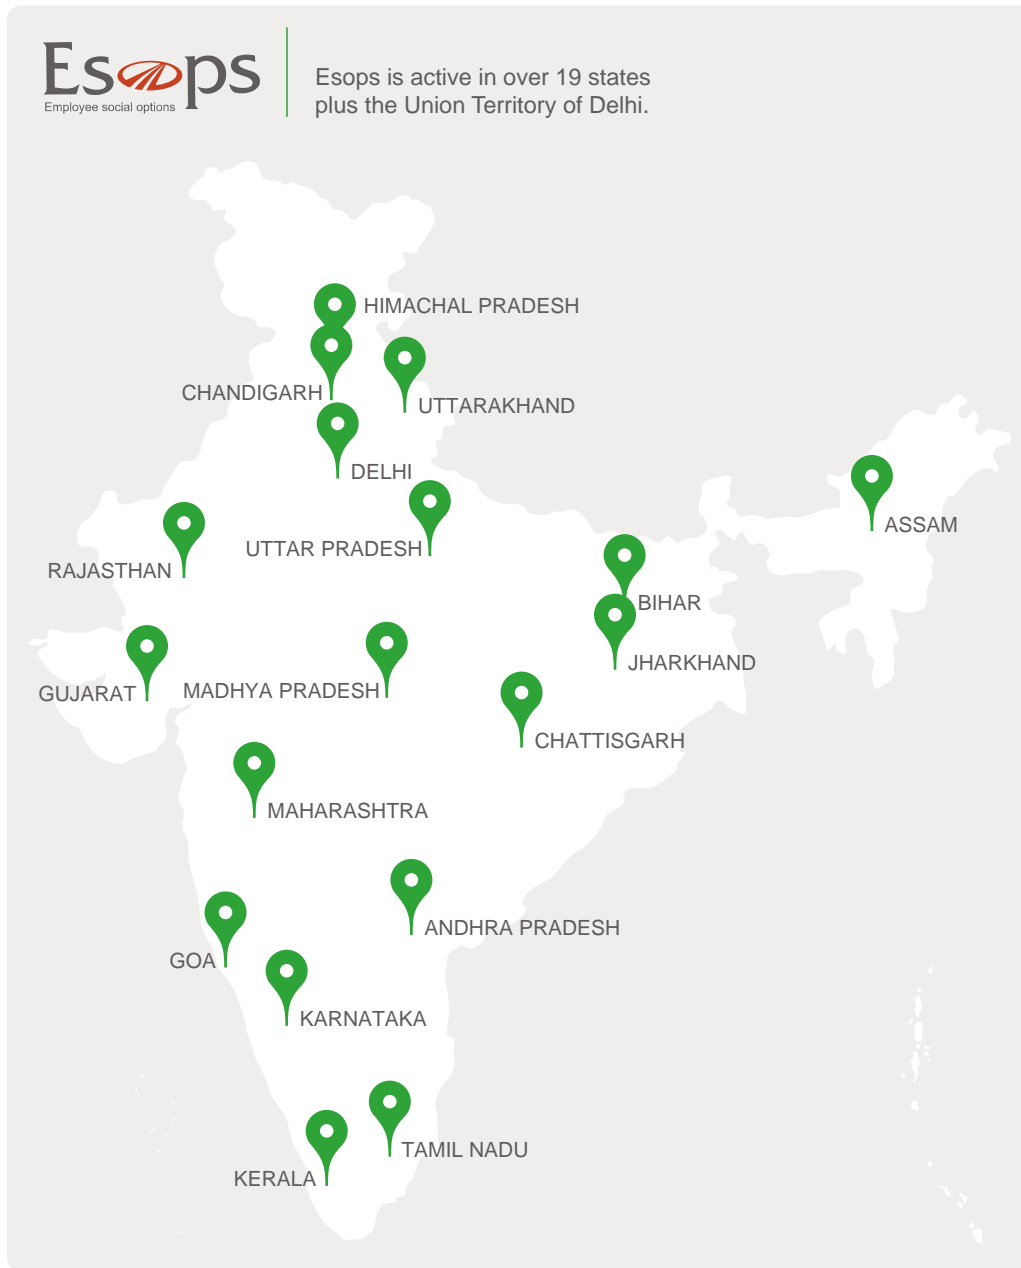 Esops
Employee social options
Esops is active in over 19 states
plus the Union Territory of Delhi.
HIMACHAL PRADESH
CHANDIGARH
UTTARAKHAND
DELHI
ASSAM
UTTAR PRADESH
RAJASTHAN
BIHAR
JHARKHAND
GUJARAT
MADHYA PRADESH
CHATTISGARH
MAHARASHTRA
ANDHRA PRADESH
GOA
KARNATAKA
TAMIL NADU
KERALA